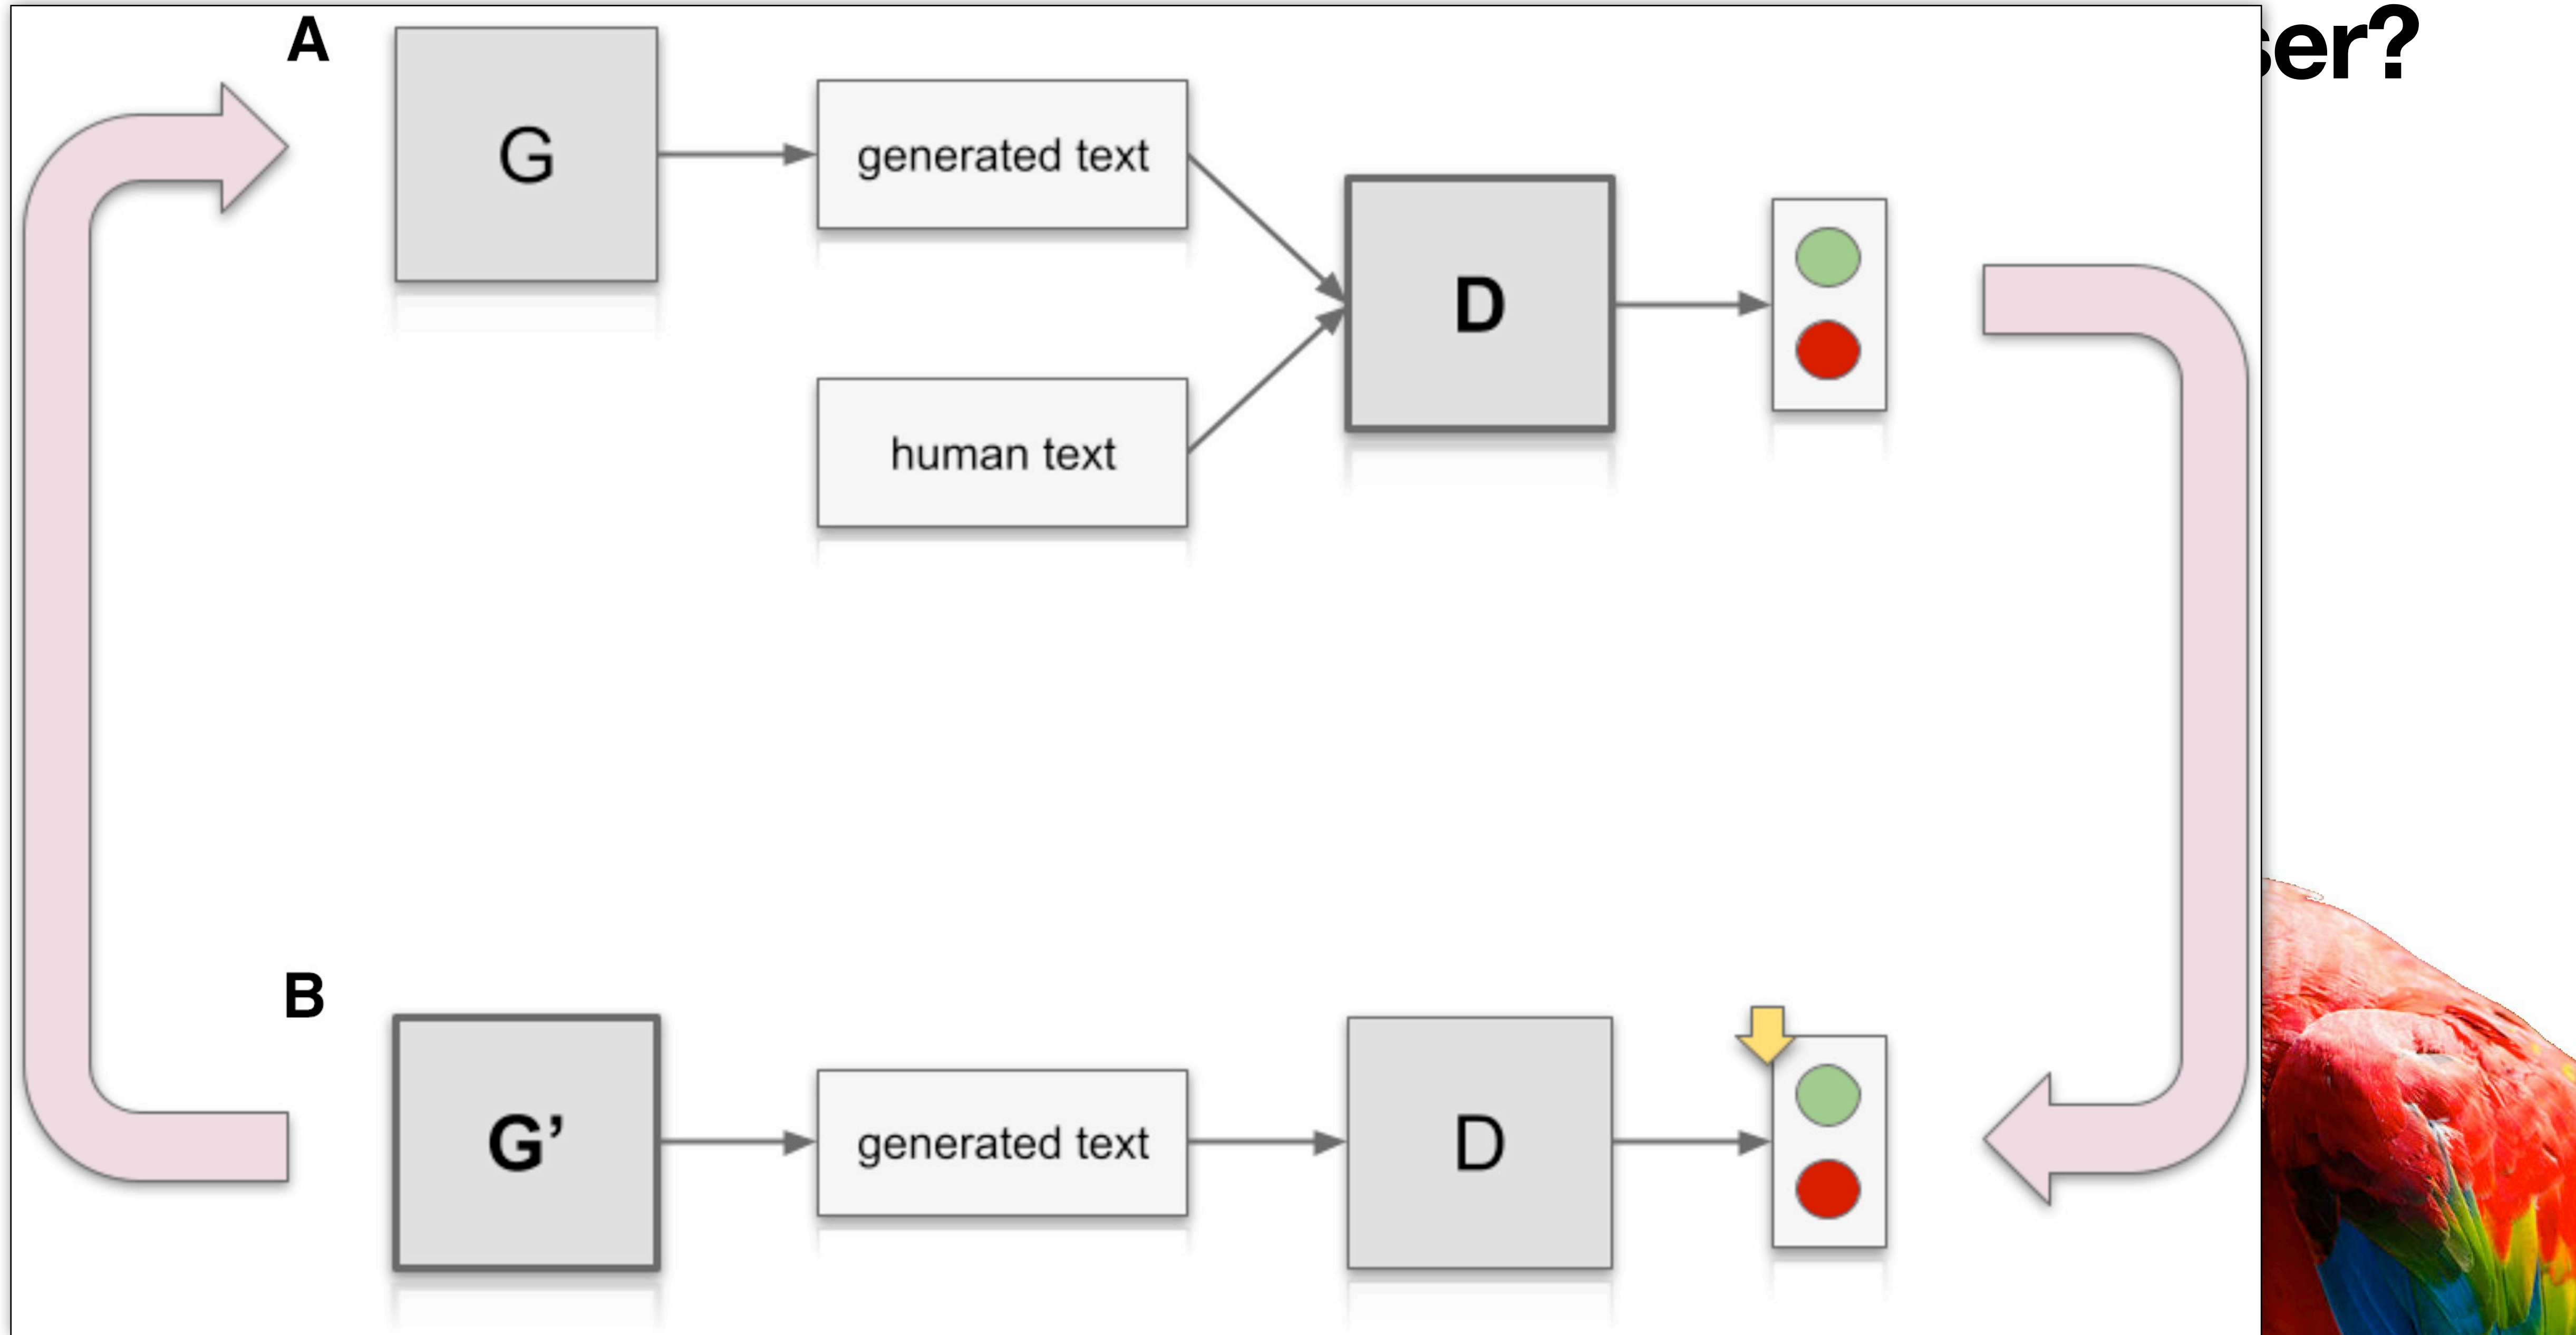 A
ser?
G
generated text
D
human text
B
G’
generated text
D